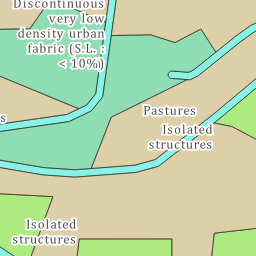 Discontinuous
very low
density urban
fabric (S.L. :
< 10%)
Pastures
Isolated
structures
s
Isolated
structures